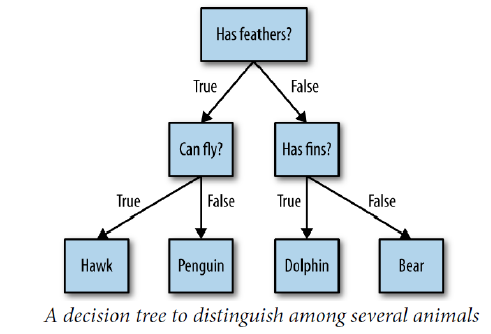 Has feathers?
True False
Can fly? Has fins?
True False True False
Hawk Penguin Dolphin Bear
A decision tree to distinguish among several animals